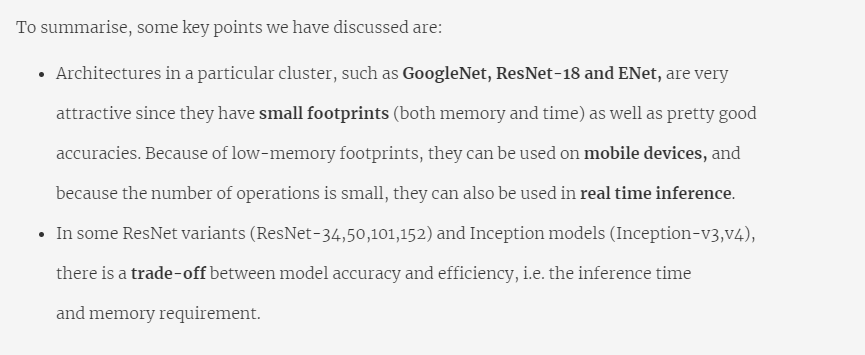 To summarise, some key points we have discussed are:
• Architectures in a particular cluster, such as GoogleNet, ResNet-18 and ENet, are very
attractive since they have small footprints (both memory and time) as well as pretty good
accuracies. Because of low-memory footprints, they can be used on mobile devices, and
because the number of operations is small, they can also be used in real time inference.
• In some ResNet variants (ResNet-34,50,101,152) and Inception models (Inception-v3,v4),
there is a trade-off between model accuracy and efficiency, i.e. the inference time
and memory requirement.